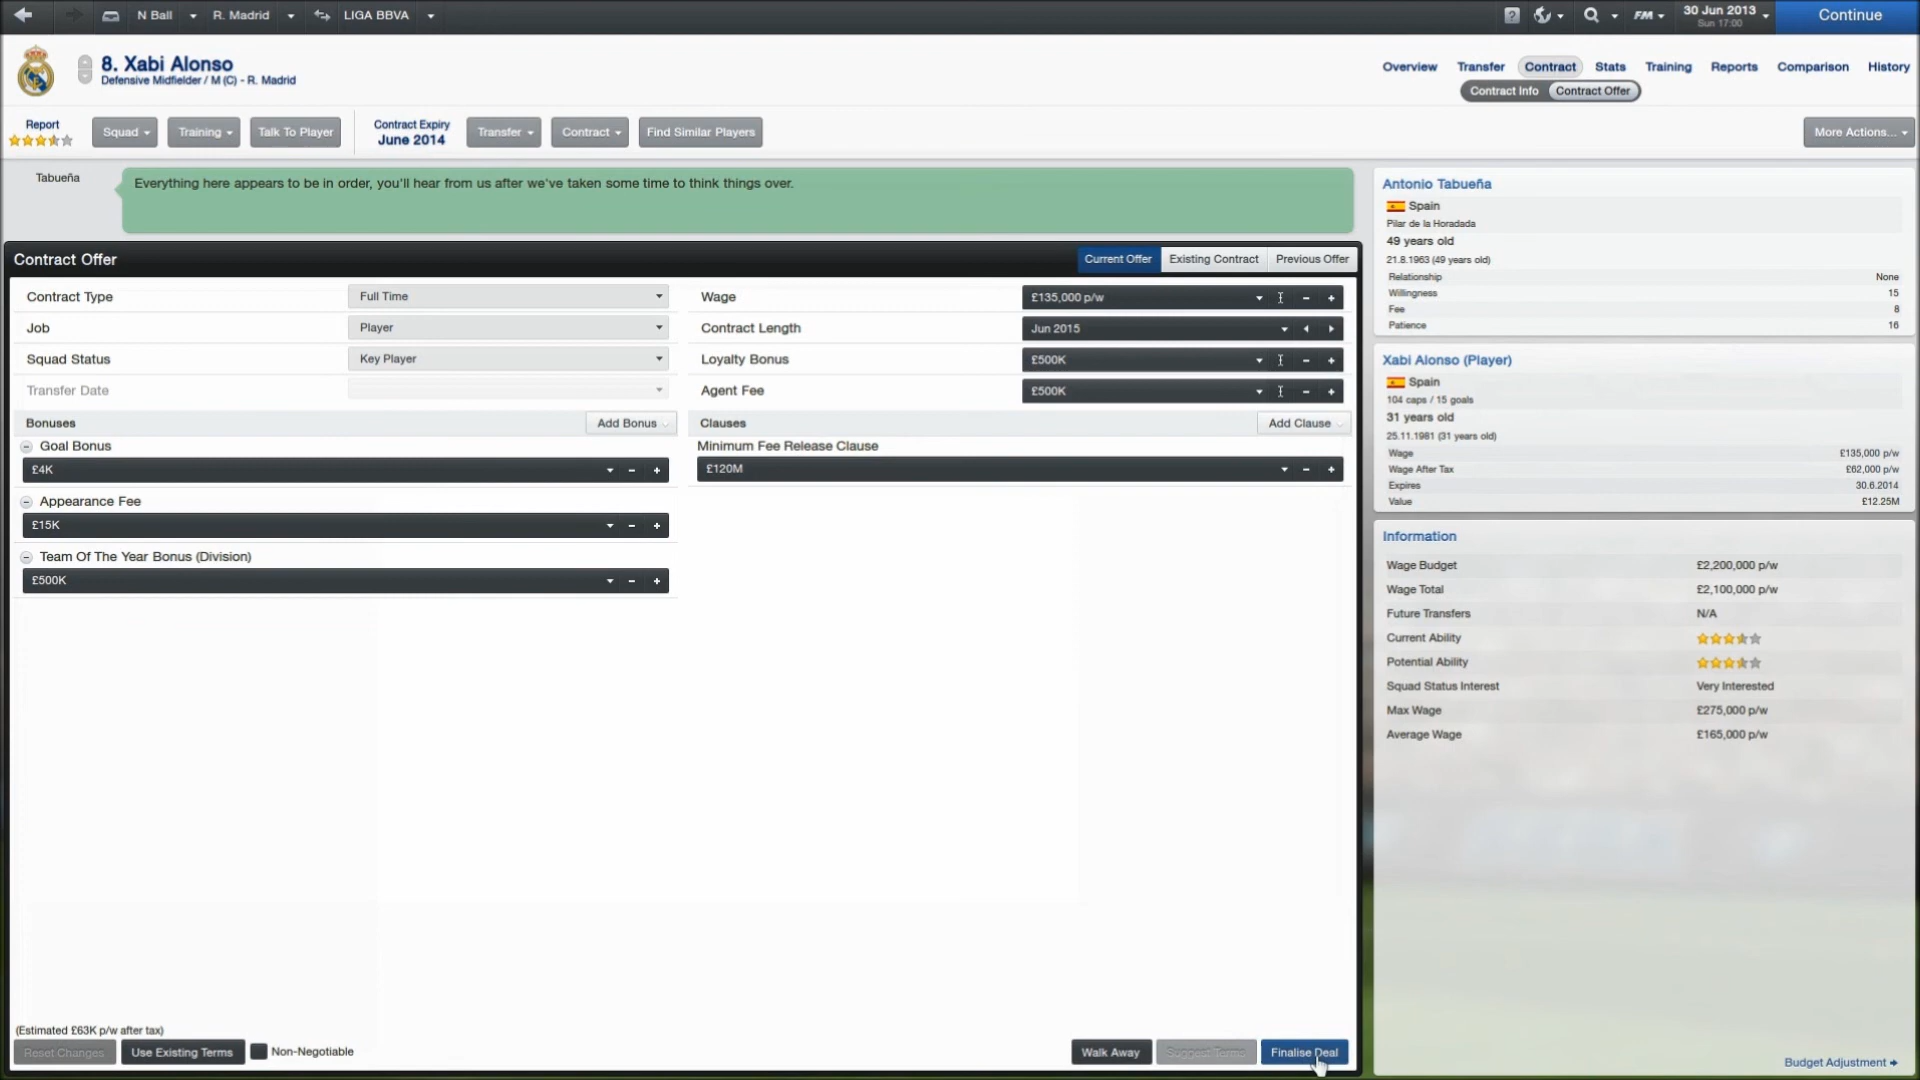 N Ball
R. Madrid
LIGA BBVA
?
FM
30 Jun 2013
Sun 17:00
Continue
8. Xabi Alonso
Defensive Midfielder / M (C) - R. Madrid
Overview
Transfer
Contract
Stats
Training
Reports
Comparison
History
Contract Info
Contract Offer
Report
Squad
Training
Talk To Player
Contract Expiry
June 2014
Transfer
Contract
Find Similar Players
More Actions...
Tabueña
Everything here appears to be in order, you'll hear from us after we've taken some time to think things over.
Contract Offer
Current Offer
Existing Contract
Previous Offer
Contract Type
Full Time
Job
Player
Squad Status
Key Player
Transfer Date
Wage
£135,000 p/w
Contract Length
Jun 2015
Loyalty Bonus
£500K
Agent Fee
£500K
Bonuses
Add Bonus
Goal Bonus
£4K
Appearance Fee
£15K
Team Of The Year Bonus (Division)
£500K
Clauses
Add Clause
Minimum Fee Release Clause
£120M
(Estimated £63K p/w after tax)
Reset Changes
Use Existing Terms
Non-Negotiable
Walk Away
Suggest Terms
Finalise Deal
Antonio Tabueña
Spain
Pilar de la Horadada
49 years old
21.8.1963 (49 years old)
Relationship None
Willingness 15
Fee 8
Patience 16
Xabi Alonso (Player)
Spain
104 caps / 15 goals
31 years old
25.11.1981 (31 years old)
Wage £135,000 p/w
Wage After Tax £62,000 p/w
Expires 30.6.2014
Value £12.25M
Information
Wage Budget £2,200,000 p/w
Wage Total £2,100,000 p/w
Future Transfers N/A
Current Ability
Potential Ability
Squad Status Interest Very Interested
Max Wage £275,000 p/w
Average Wage £165,000 p/w
Budget Adjustment